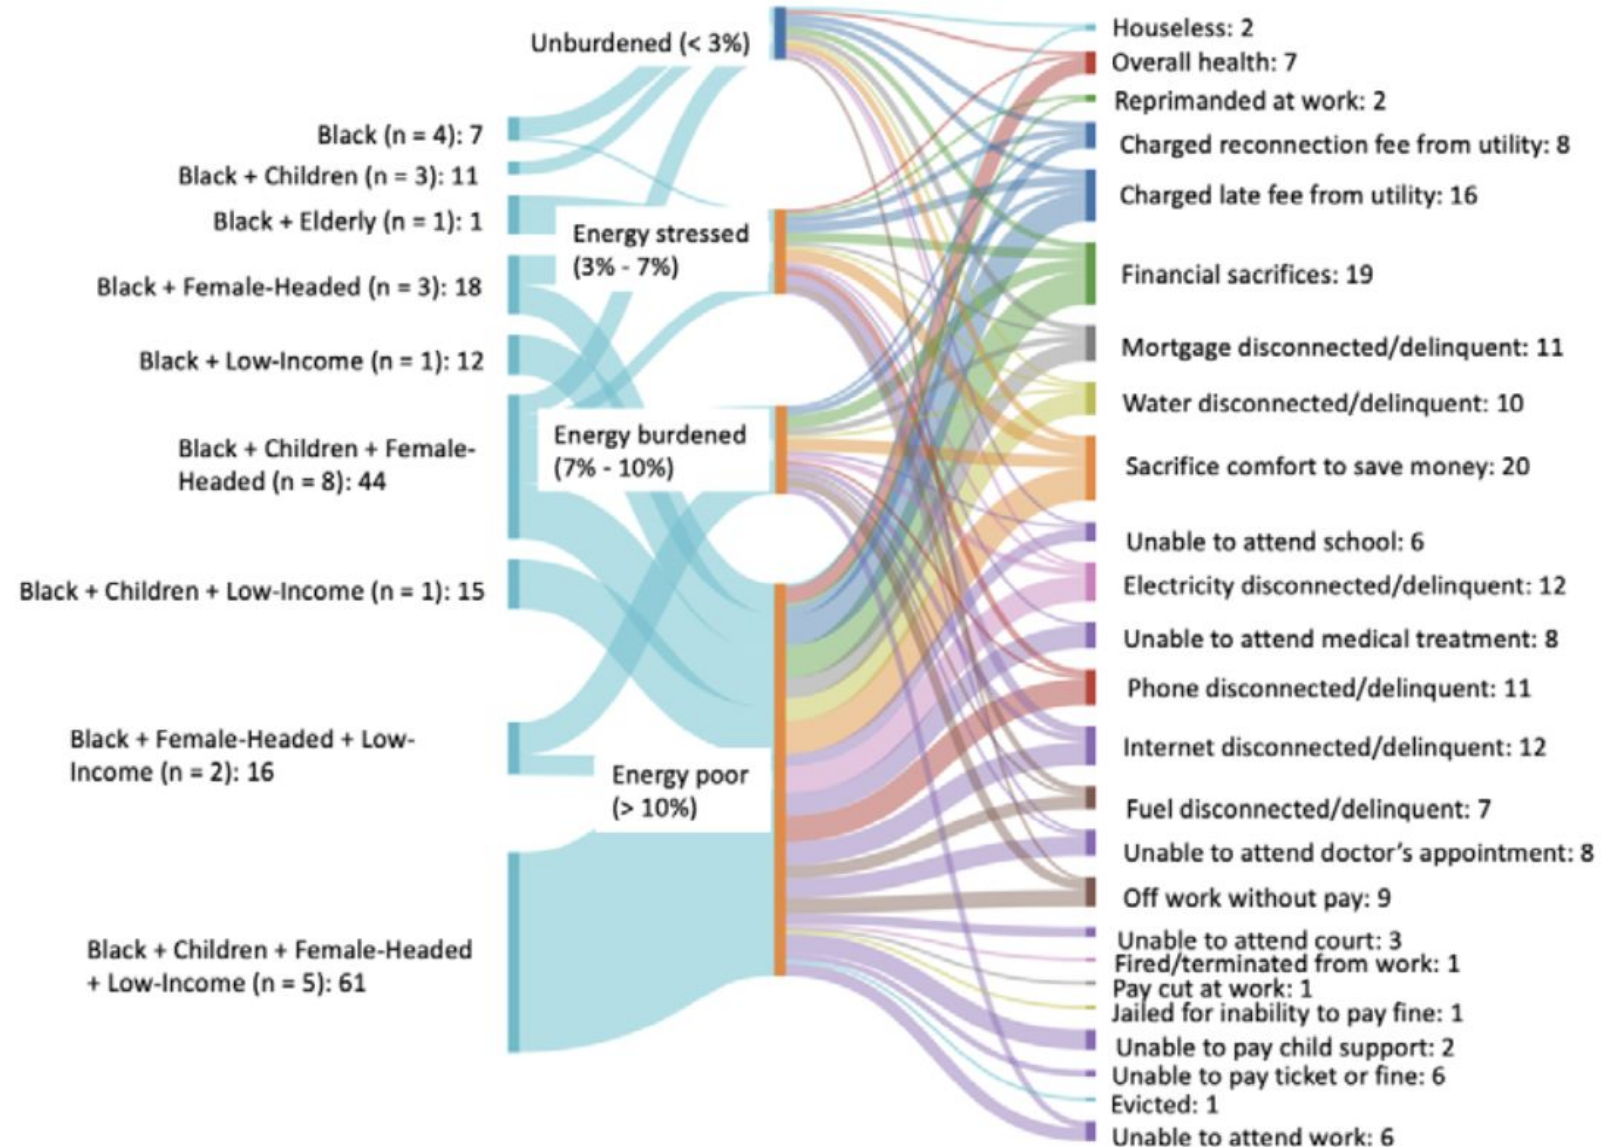 Unburdened (< 3%)
Black (n = 4): 7
Black + Children (n = 3): 11
Black + Elderly (n = 1): 1
Black + Female-Headed (n = 3): 18
Black + Low-Income (n = 1): 12
Black + Children + Female-
Headed (n = 8): 44
Black + Children + Low-Income (n = 1): 15
Black + Female-Headed + Low-
Income (n = 2): 16
Black + Children + Female-Headed
+ Low-Income (n = 5): 61
Energy stressed
(3% - 7%)
Energy burdened
(7% - 10%)
Energy poor
(> 10%)
Houseless: 2
Overall health: 7
Reprimanded at work: 2
Charged reconnection fee from utility: 8
Charged late fee from utility: 16
Financial sacrifices: 19
Mortgage disconnected/delinquent: 11
Water disconnected/delinquent: 10
Sacrifice comfort to save money: 20
Unable to attend school: 6
Electricity disconnected/delinquent: 12
Unable to attend medical treatment: 8
Phone disconnected/delinquent: 11
Internet disconnected/delinquent: 12
Fuel disconnected/delinquent: 7
Unable to attend doctor’s appointment: 8
Off work without pay: 9
Unable to attend court: 3
Fired/terminated from work: 1
Pay cut at work: 1
Jailed for inability to pay fine: 1
Unable to pay child support: 2
Unable to pay ticket or fine: 6
Evicted: 1
Unable to attend work: 6